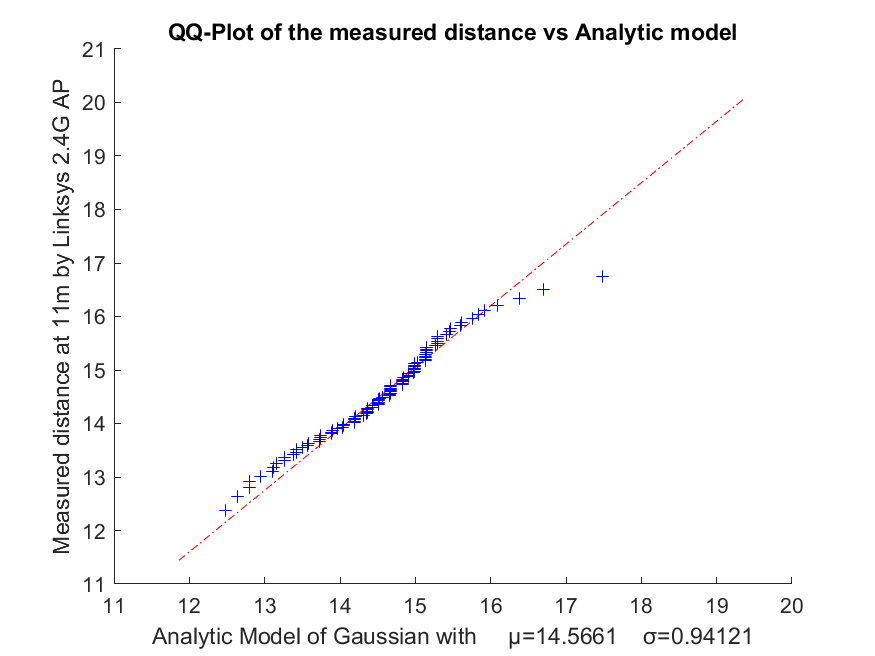 QQ-Plot of the measured distance vs Analytic model
21
20
19
18
17
16
15
14
13
12
11
Measured distance at 11m by Linksys 2.4G AP
11 12 13 14 15 16 17 18 19 20
Analytic Model of Gaussian with μ=14.5661 σ=0.94121